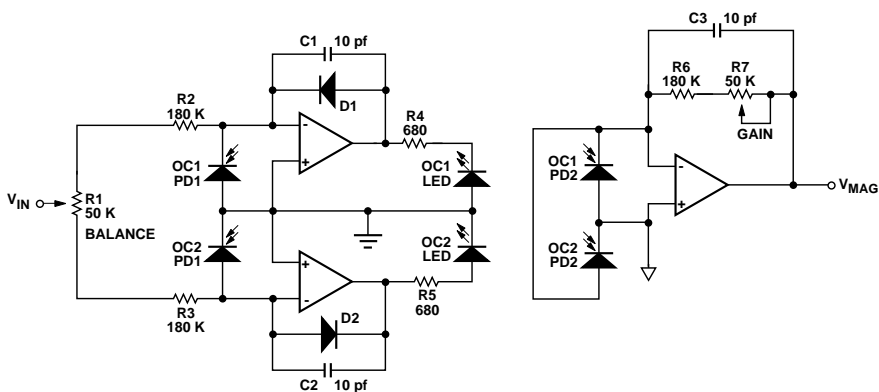 C1
10 pf
D1
R2
180 K
-
+
R4
680
OC1
PD1
OC1
LED
VIN
R1
50 K
BALANCE
OC2
PD1
OC2
LED
+
-
R3
180 K
R5
680
D2
C2
10 pf
C3
10 pf
R6
180 K
R7
50 K
GAIN
OC1
PD2
-
+
VMAG
OC2
PD2